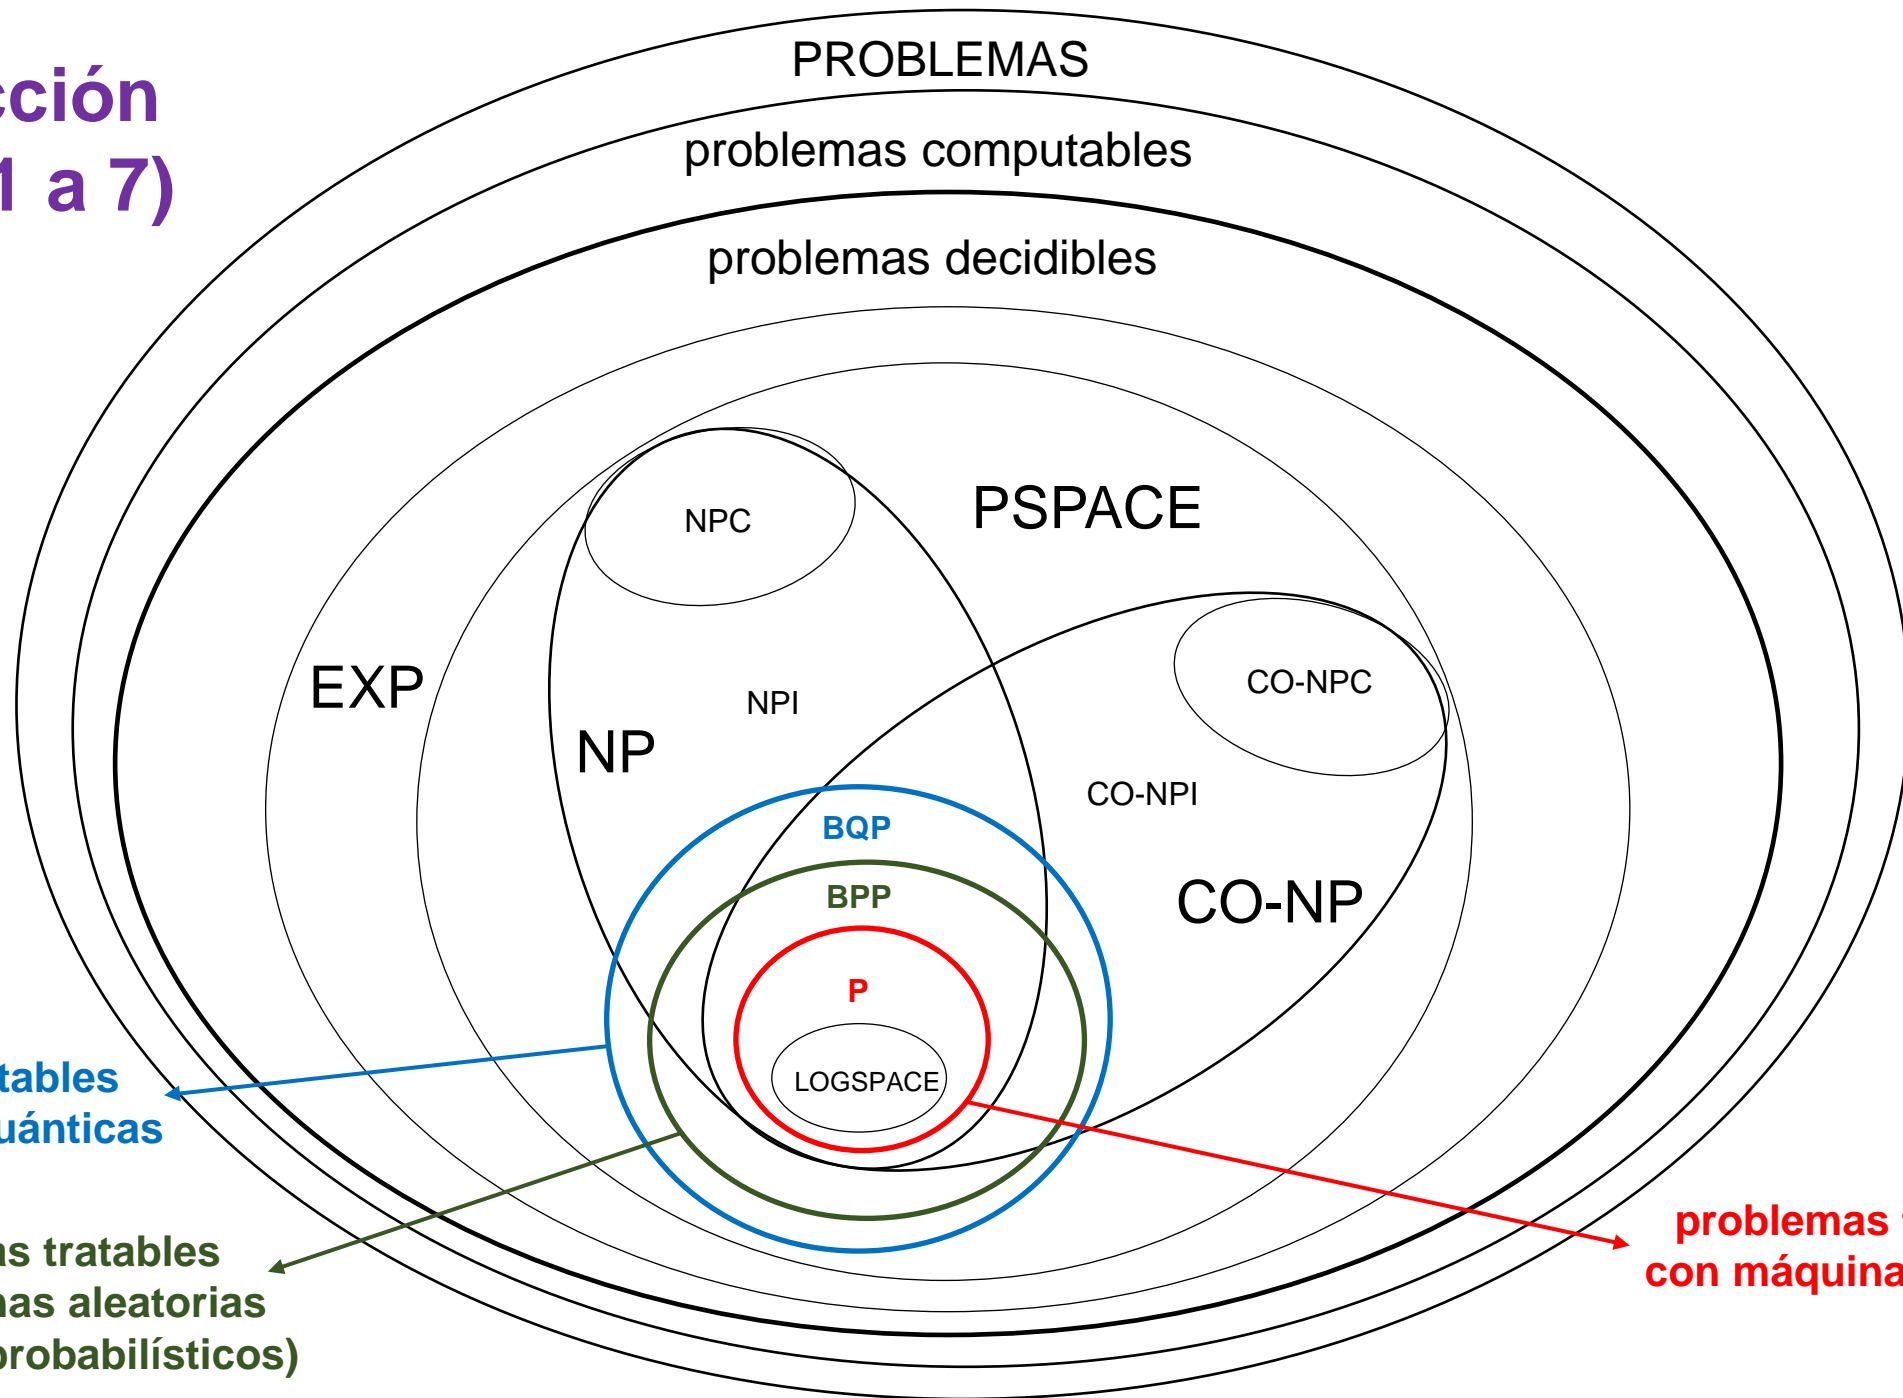 cción
1 a 7)
PROBLEMAS
problemas computables
problemas decidibles
NPC
PSPACE
EXP
NPI
NP
CO-NPC
CO-NPI
BQP
BPP
CO-NP
P
LOGSPACE
tables
uánticas
as tratables
nas aleatorias
probabilísticos)
problemas
con máquina